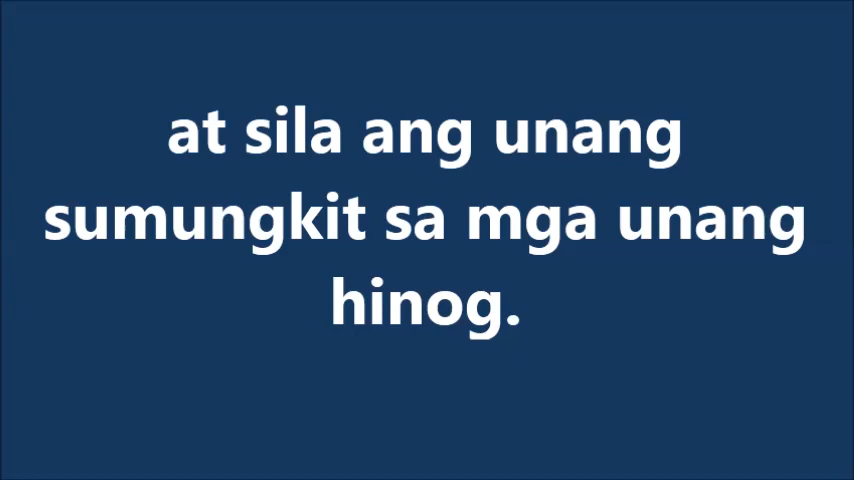 at sila ang unang
sumungkit sa mga unang
hinog.